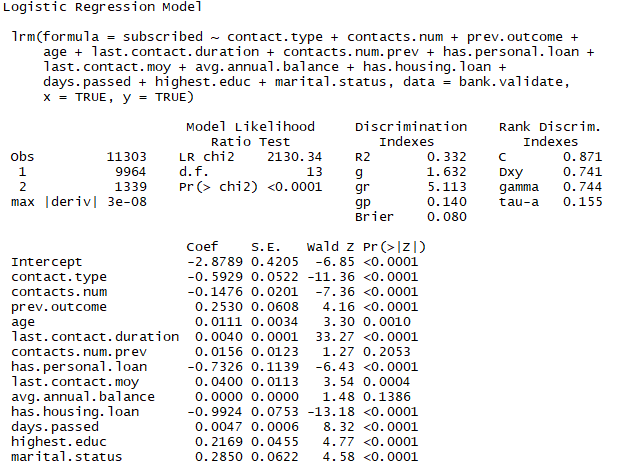 Logistic Regression Model
lrm(formula = subscribed ~ contact.type + contacts.num + prev.outcome +
age + last.contact.duration + contacts.num.prev + has.personal.loan +
last.contact.moy + avg.annual.balance + has.housing.loan +
days.passed + highest.educ + marital.status, data = bank.validate,
x = TRUE, y = TRUE)
Model Likelihood Discrimination Rank Discrim.
Ratio Test Indexes Indexes
Obs 11303 LR chi2 2130.34 R2 0.332 C 0.871
1 9964 d.f. 13 g 1.632 Dxy 0.741
2 1339 Pr(> chi2) <0.0001 gr 5.113 gamma 0.744
max |deriv| 3e-08 gp 0.140 tau-a 0.155
Brier 0.080
Coef S.E. Wald Z Pr(>|Z|)
Intercept -2.8789 0.4205 -6.85 <0.0001
contact.type -0.5929 0.0522 -11.36 <0.0001
contacts.num -0.1476 0.0201 -7.36 <0.0001
prev.outcome 0.2530 0.0608 4.16 <0.0001
age 0.0111 0.0034 3.30 0.0010
last.contact.duration 0.0040 0.0001 33.27 <0.0001
contacts.num.prev 0.0156 0.0123 1.27 0.2053
has.personal.loan -0.7326 0.1139 -6.43 <0.0001
last.contact.moy 0.0400 0.0113 3.54 0.0004
avg.annual.balance 0.0000 0.0000 1.48 0.1386
has.housing.loan -0.9924 0.0753 -13.18 <0.0001
days.passed 0.0047 0.0006 8.32 <0.0001
highest.educ 0.2169 0.0455 4.77 <0.0001
marital.status 0.2850 0.0622 4.58 <0.0001